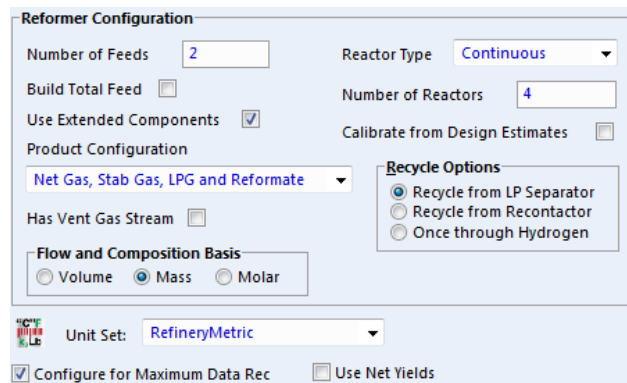 Reformer Configuration
Number of Feeds 2
Reactor Type Continuous
Build Total Feed
Number of Reactors 4
Use Extended Components
Calibrate from Design Estimates
Product Configuration
Net Gas, Stab Gas, LPG and Reformate
Recycle Options
Recycle from LP Separator
Recycle from Recontactor
Once through Hydrogen
Has Vent Gas Stream
Flow and Composition Basis
Volume Mass Molar
Unit Set: RefineryMetric
Configure for Maximum Data Rec Use Net Yields